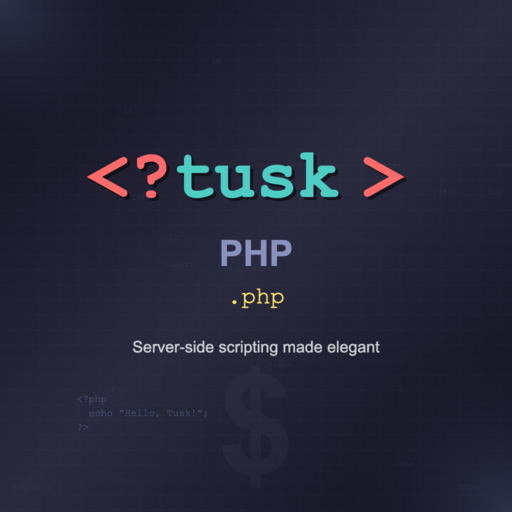 <?tusk >
PHP
.php
Server-side scripting made elegant
$
<?php
echo "Hello, Tusk!";
?>